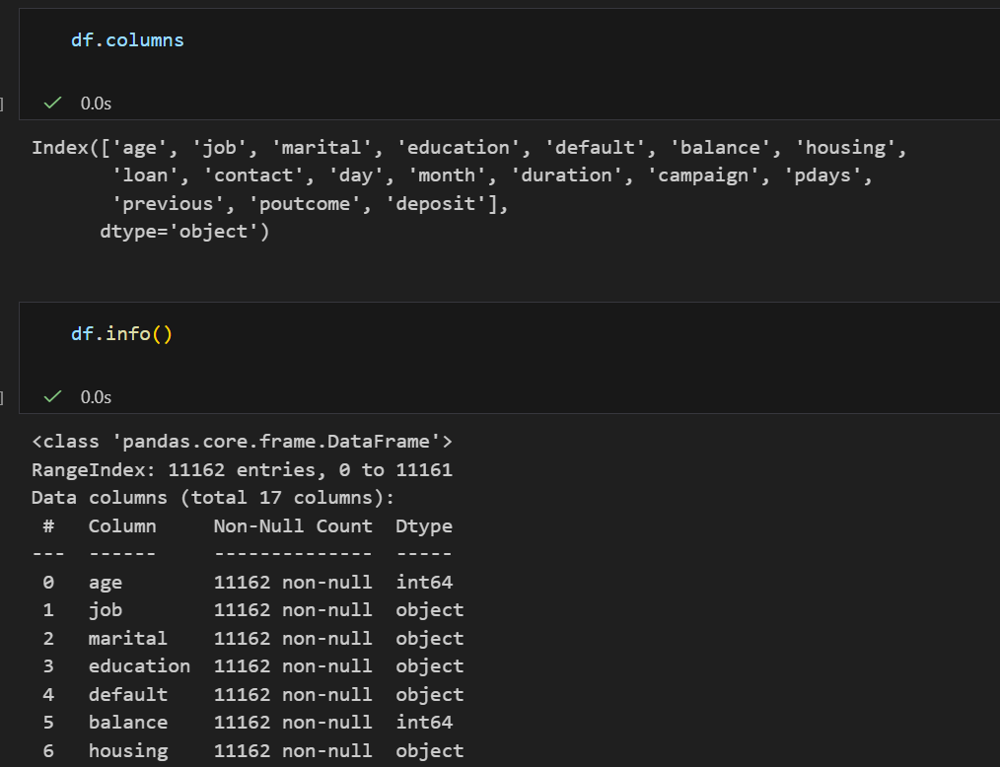 df.columns
] 0.0s
Index(['age', 'job', 'marital', 'education', 'default', 'balance', 'housing',
       'loan', 'contact', 'day', 'month', 'duration', 'campaign', 'pdays',
       'previous', 'poutcome', 'deposit'],
      dtype='object')
df.info()
] 0.0s
<class 'pandas.core.frame.DataFrame'>
RangeIndex: 11162 entries, 0 to 11161
Data columns (total 17 columns):
 #   Column     Non-Null Count  Dtype
---  ------     --------------  -----
 0   age        11162 non-null  int64
 1   job        11162 non-null  object
 2   marital    11162 non-null  object
 3   education  11162 non-null  object
 4   default    11162 non-null  object
 5   balance    11162 non-null  int64
 6   housing    11162 non-null  object